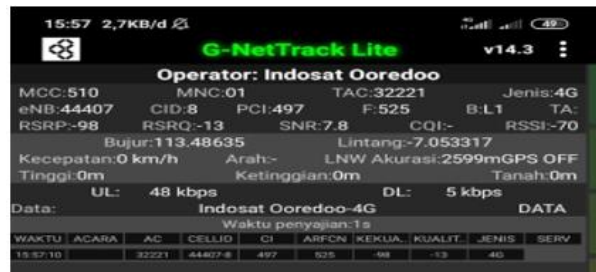 15:57 2,7KB/d
4G 49
G-NetTrack Lite v14.3
Operator: Indosat Ooredoo
MCC:510 MNC:01 TAC:32221 Jenis:4G
eNB:44407 CID:8 PCI:497 F:525 B:L1 TA:
RSRP:-98 RSRQ:-13 SNR:7.8 CQI:- RSSI:-70
Bujur:113.48635 Lintang:-7.053317
Kecepatan:0 km/h Arah:- LNW Akurasi:2599mGPS OFF
Tinggi:0m Ketinggian:0m Tanah:0m
UL: 48 kbps DL: 5 kbps
Data: Indosat Ooredoo-4G DATA
Waktu penyajian:1s
WAKTU ACARA AC CELLID CI ARFCN KEKUA.. KUALIT.. JENIS SERV
15:57:10 32221 44407-8 497 525 -98 -13 4G